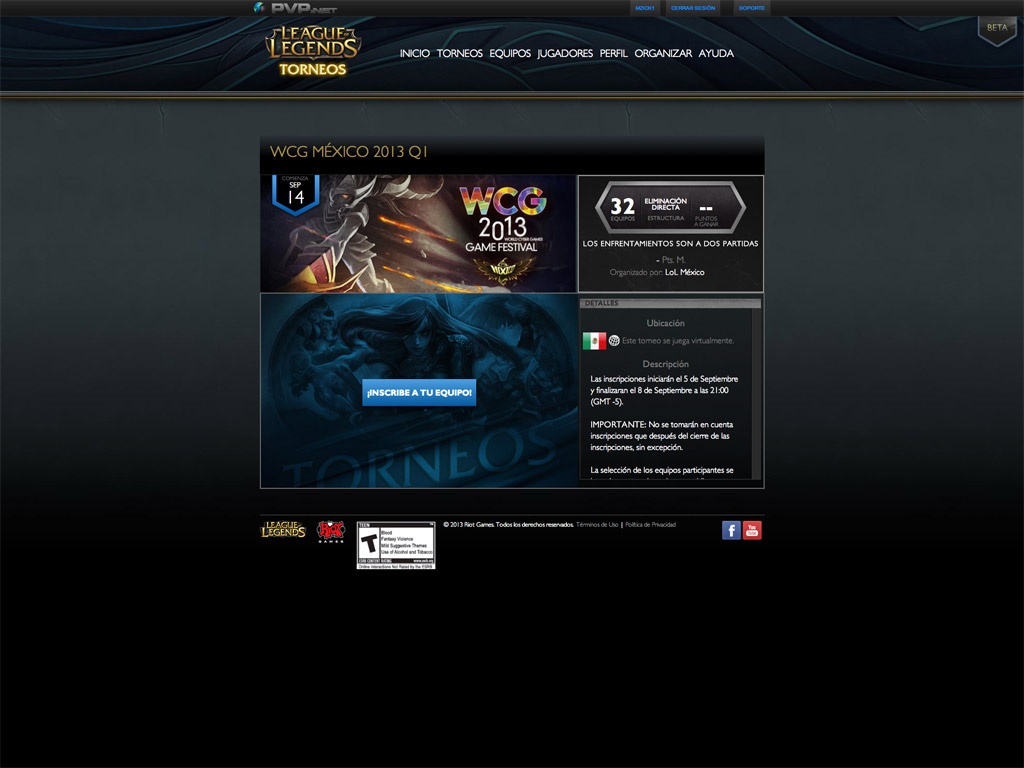 PVP.NET
CERRAR SESIÓN
SOPORTE
BETA
LEAGUE OF LEGENDS
TORNEOS
INICIO TORNEOS EQUIPOS JUGADORES PERFIL ORGANIZAR AYUDA
WCG MÉXICO 2013 Q1
COMIENZA
SEP
14
WCG
2013
WORLD CYBER GAMES
GAME FESTIVAL
MÉXICO
32
EQUIPOS
ELIMINACIÓN
DIRECTA
ESTRUCTURA
--
PUNTOS
A GANAR
LOS ENFRENTAMIENTOS SON A DOS PARTIDAS
- Pts. M.
Organizado por: LoL México
¡INSCRIBE A TU EQUIPO!
TORNEOS
DETALLES
Ubicación
Este torneo se juega virtualmente.
Descripción
Las inscripciones iniciarán el 5 de Septiembre
y finalizaran el 8 de Septiembre a las 21:00
(GMT -5).
IMPORTANTE: No se tomarán en cuenta
inscripciones que después del cierre de las
inscripciones, sin excepción.
La selección de los equipos participantes se
LEAGUE OF LEGENDS
RIOT
GAMES
TEEN
T
Blood
Fantasy Violence
Mild Suggestive Themes
Use of Alcohol and Tobacco
ESRB CONTENT RATING www.esrb.org
Online Interactions Not Rated by the ESRB
© 2013 Riot Games. Todos los derechos reservados. Términos de Uso | Política de Privacidad
f
You
Tube